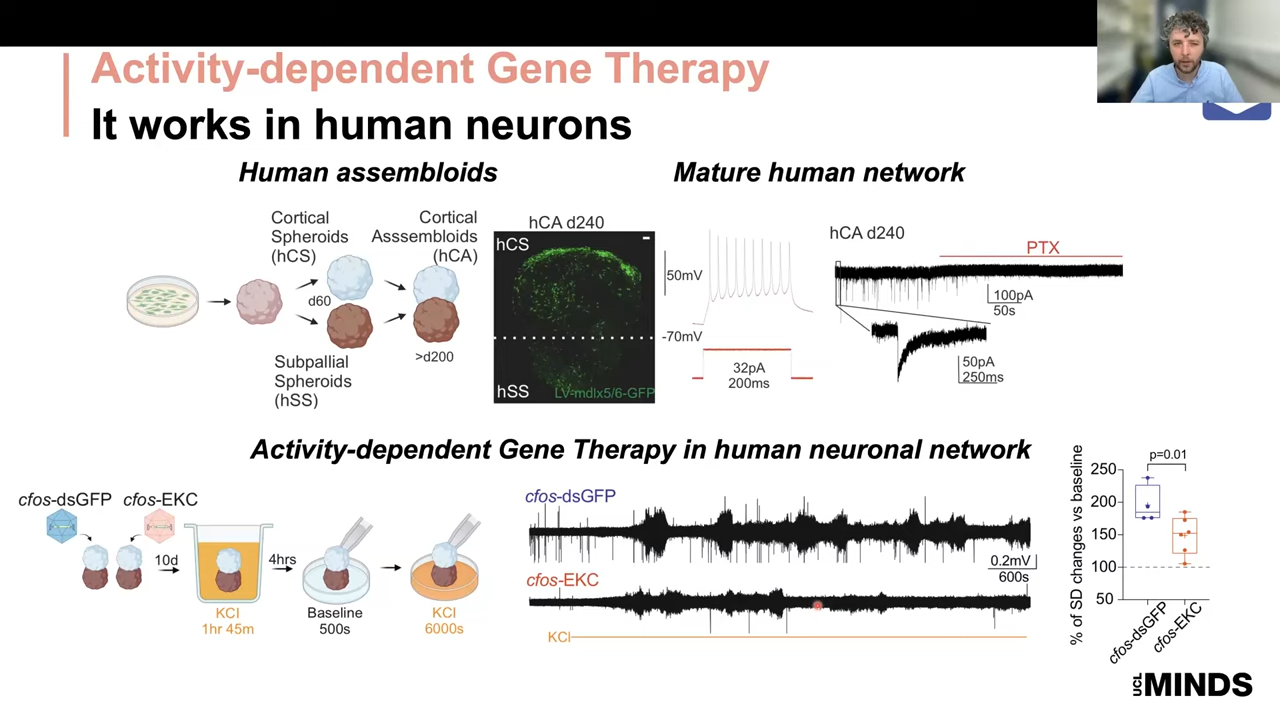 Activity-dependent Gene Therapy
It works in human neurons
Human assembloids
Mature human network
Cortical
Spheroids
(hCS)
Cortical
Asssembloids
(hCA)
d60
>d200
Subpallial
Spheroids
(hSS)
hCA d240
hCS
hSS
LV-mdlx5/6-GFP
50mV
-70mV
32pA
200ms
hCA d240
PTX
100pA
50s
50pA
250ms
Activity-dependent Gene Therapy in human neuronal network
cfos-dsGFP
cfos-EKC
10d
KCl
1hr 45m
4hrs
Baseline
500s
KCl
6000s
cfos-dsGFP
0.2mV
600s
cfos-EKC
KCl
% of SD changes vs baseline
p=0.01
250
200
150
100
50
cfos-dsGFP
cfos-EKC
UCL MINDS